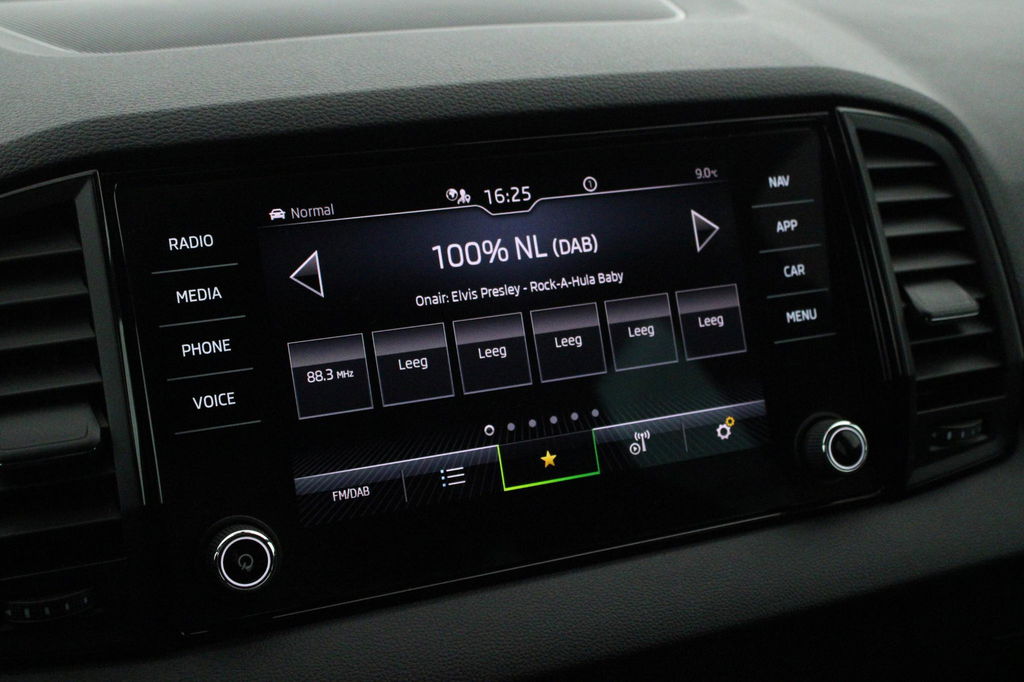 Normal
16:25
1
9.0°C
RADIO
MEDIA
PHONE
VOICE
100% NL (DAB)
Onair: Elvis Presley - Rock-A-Hula Baby
88.3 MHz
Leeg
Leeg
Leeg
Leeg
Leeg
FM/DAB
NAV
APP
CAR
MENU